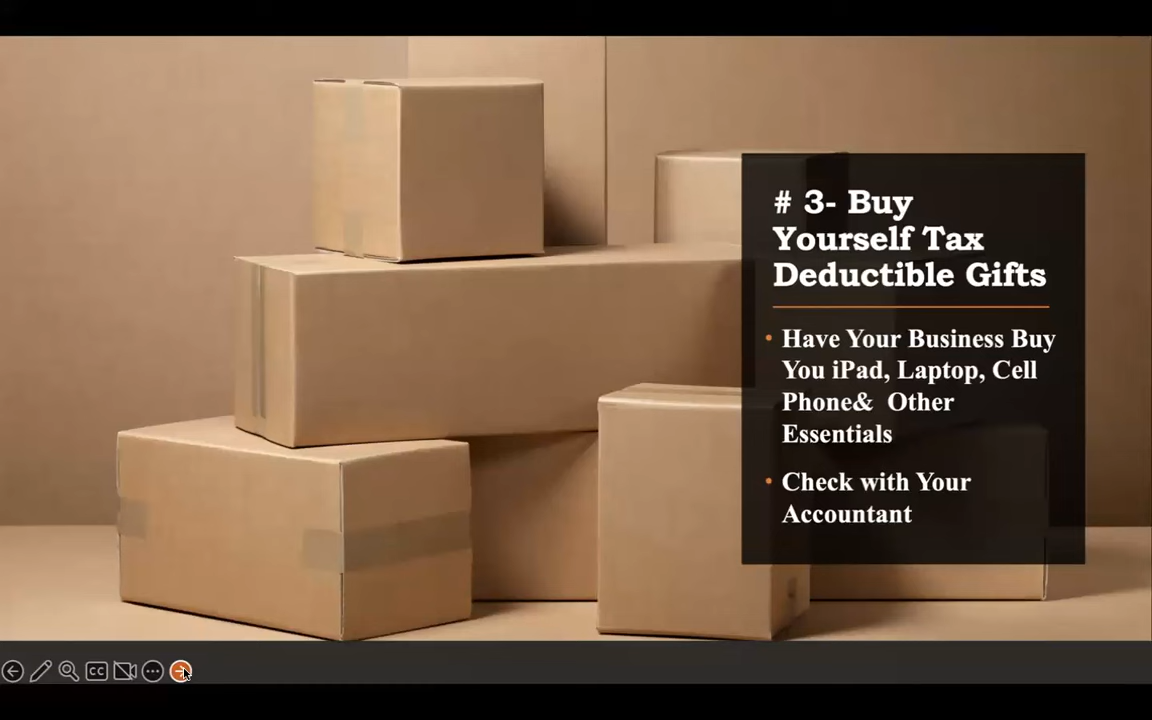 # 3- Buy
Yourself Tax
Deductible Gifts
• Have Your Business Buy
You iPad, Laptop, Cell
Phone&  Other
Essentials
• Check with Your
Accountant
CC